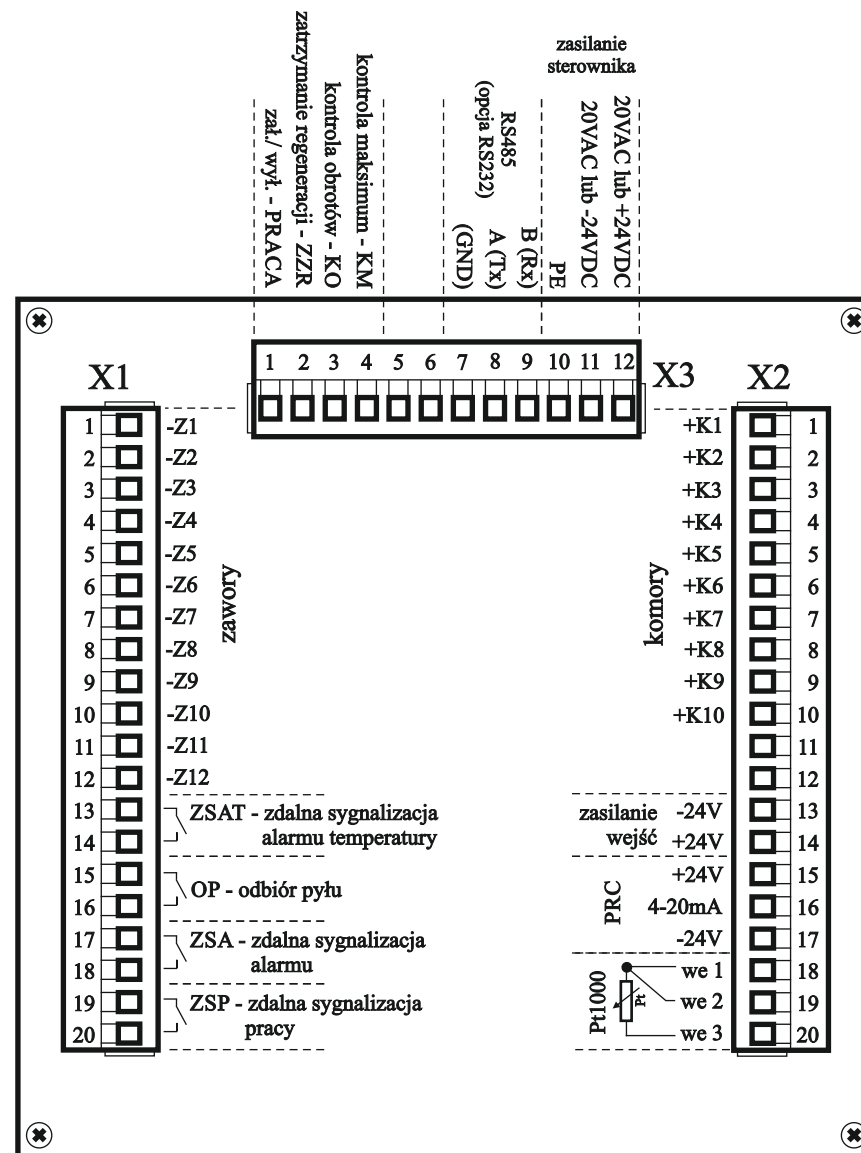 zasilanie
sterownika
zał./ wył. - PRACA
zatrzymanie regeneracji - ZZR
kontrola obrotów - KO
kontrola maksimum - KM
RS485
(opcja RS232)
(GND)
A (Tx)
B (Rx)
PE
20VAC lub -24VDC
20VAC lub +24VDC
X3
1 2 3 4 5 6 7 8 9 10 11 12
X1
1 -Z1
2 -Z2
3 -Z3
4 -Z4
5 -Z5
6 -Z6
7 -Z7
8 -Z8
9 -Z9
10 -Z10
11 -Z11
12 -Z12
zawory
13 ZSAT - zdalna sygnalizacja
14 alarmu temperatury
15
OP - odbiór pyłu
16
17 ZSA - zdalna sygnalizacja
18 alarmu
19 ZSP - zdalna sygnalizacja
20 pracy
X2
+K1 1
+K2 2
+K3 3
+K4 4
+K5 5
+K6 6
+K7 7
+K8 8
+K9 9
+K10 10
11
12
komory
zasilanie -24V 13
wejść +24V 14
PRC
+24V 15
4-20mA 16
-24V 17
Pt1000
Pt
we 1 18
we 2 19
we 3 20